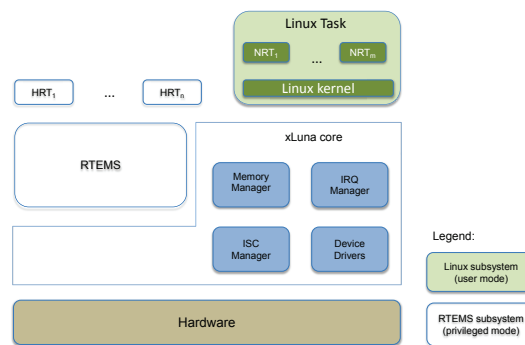 Linux Task
NRT1
...
NRTm
Linux kernel
HRT1
...
HRTn
xLuna core
RTEMS
Memory
Manager
IRQ
Manager
ISC
Manager
Device
Drivers
Legend:
Linux subsystem
(user mode)
Hardware
RTEMS subsystem
(privileged mode)